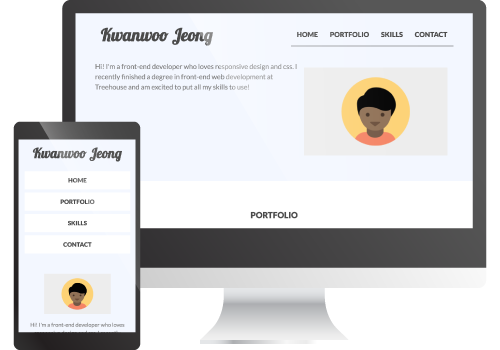 Kwanwoo Jeong
HOME PORTFOLIO SKILLS CONTACT
Hi! I'm a front-end developer who loves responsive design and css. I
recently finished a degree in front-end web development at
Treehouse and am excited to put all my skills to use!
PORTFOLIO
Kwanwoo Jeong
HOME
PORTFOLIO
SKILLS
CONTACT
Hi! I'm a front-end developer who loves